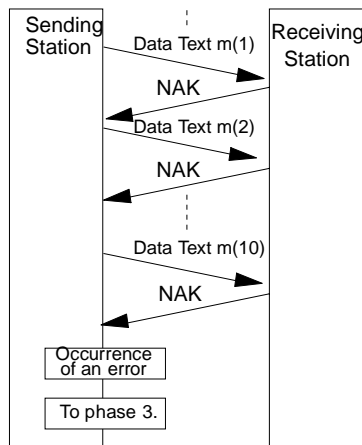 Sending
Station
Receiving
Station
Data Text m(1)
NAK
Data Text m(2)
NAK
Data Text m(10)
NAK
Occurrence
of an error
To phase 3.